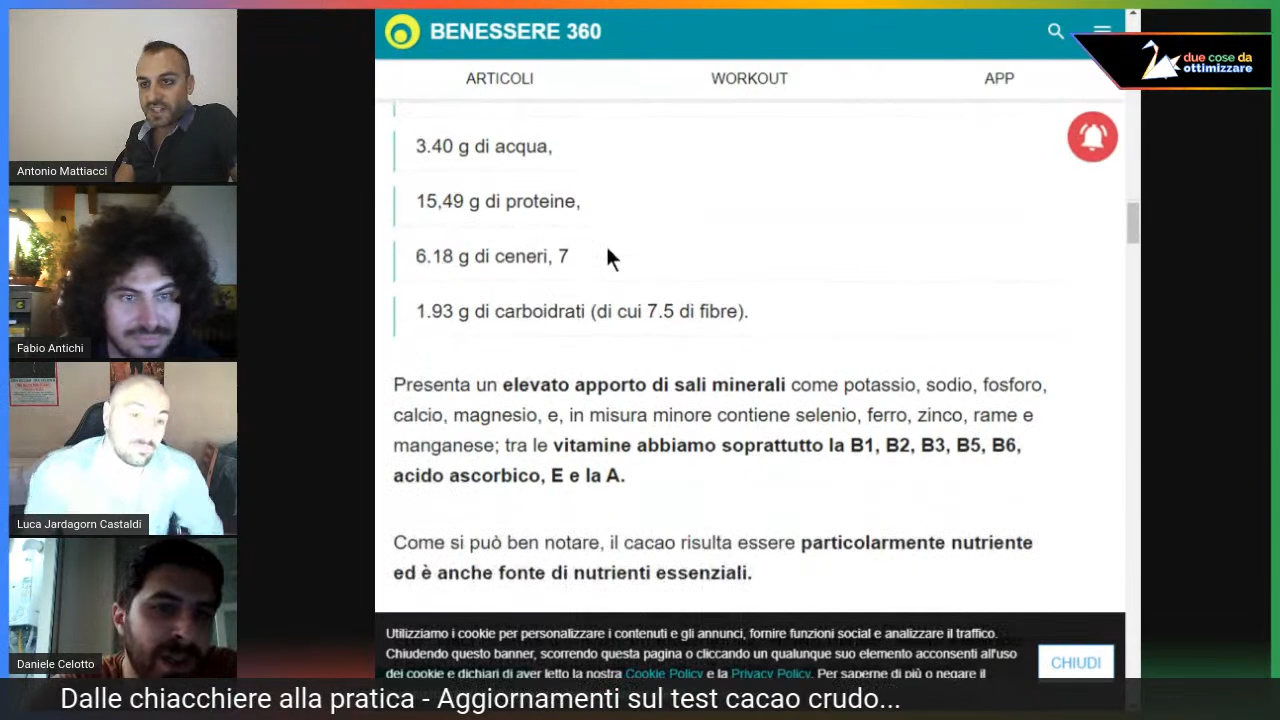 BENESSERE 360
ARTICOLI
WORKOUT
APP
due cose da
ottimizzare
3.40 g di acqua,
15,49 g di proteine,
6.18 g di ceneri, 7
1.93 g di carboidrati (di cui 7.5 di fibre).
Presenta un elevato apporto di sali minerali come potassio, sodio, fosforo,
calcio, magnesio, e, in misura minore contiene selenio, ferro, zinco, rame e
manganese; tra le vitamine abbiamo soprattutto la B1, B2, B3, B5, B6,
acido ascorbico, E e la A.
Come si può ben notare, il cacao risulta essere particolarmente nutriente
ed è anche fonte di nutrienti essenziali.
Utilizziamo i cookie per personalizzare i contenuti e gli annunci, fornire funzioni social e analizzare il traffico.
Chiudendo questo banner, scorrendo questa pagina o cliccando un qualunque suo elemento acconsenti all'uso
dei cookie e dichiari di aver letto la nostra Cookie Policy e la Privacy Policy. Per saperne di più o negare il
CHIUDI
Antonio Mattiacci
Fabio Antichi
Luca Jardagorn Castaldi
Daniele Celotto
Dalle chiacchiere alla pratica - Aggiornamenti sul test cacao crudo...